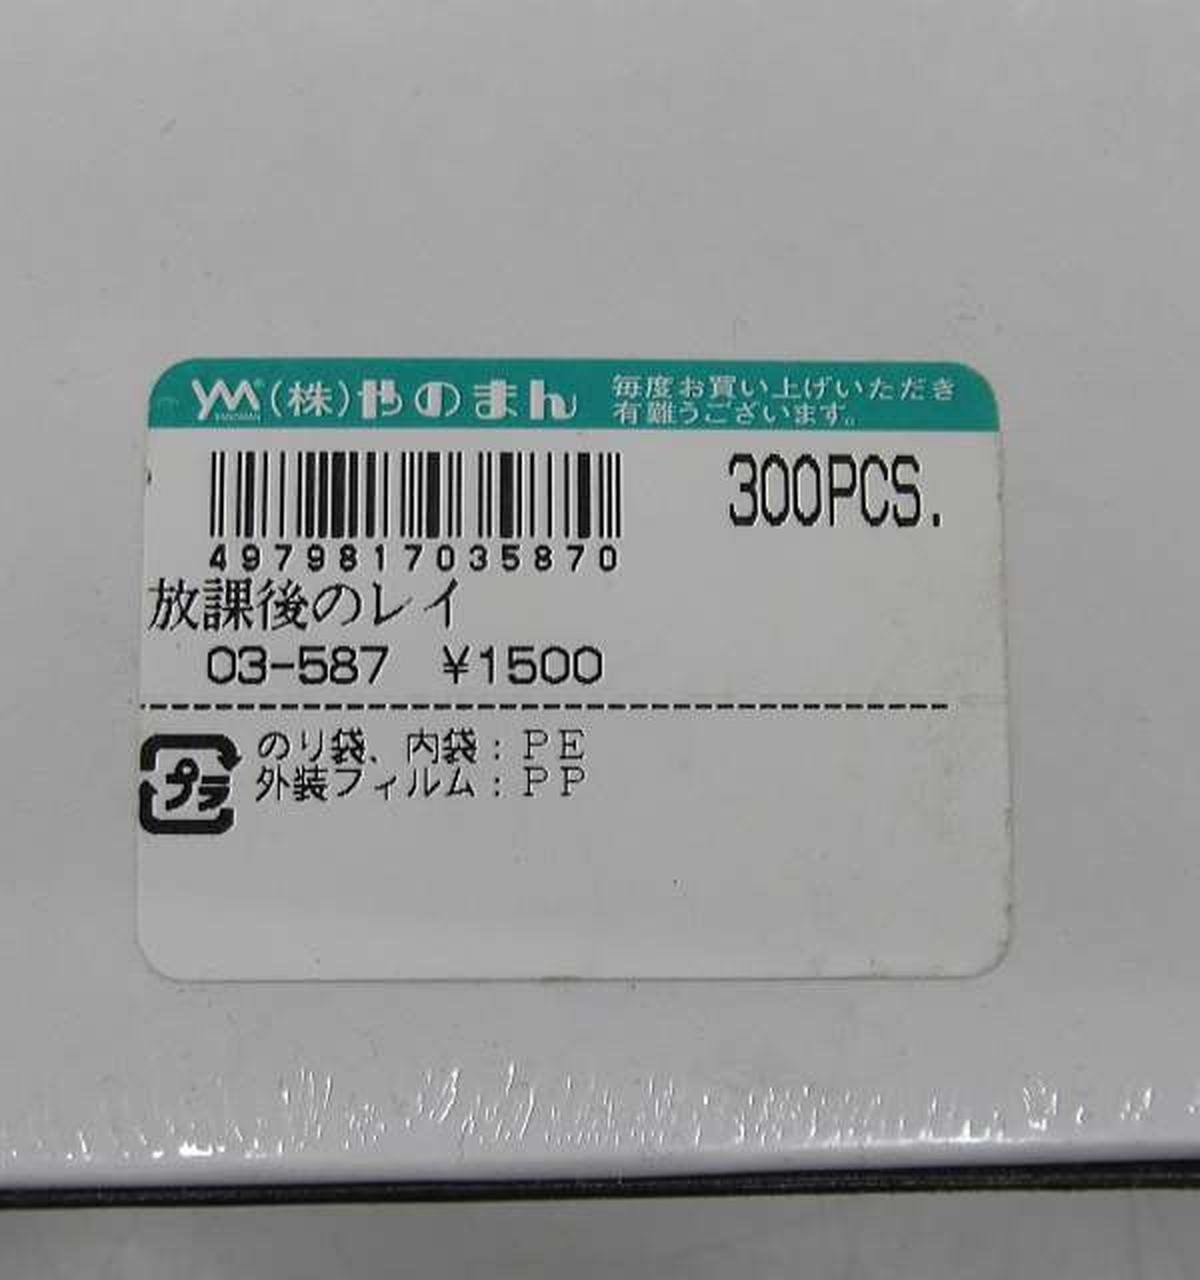 YM® (株)やのまん 毎度お買い上げいただき
有難うございます。
300PCS.
4979817035870
放課後のレイ
03-587 ¥1500
プラ
のり袋、内袋：PE
外装フィルム：PP